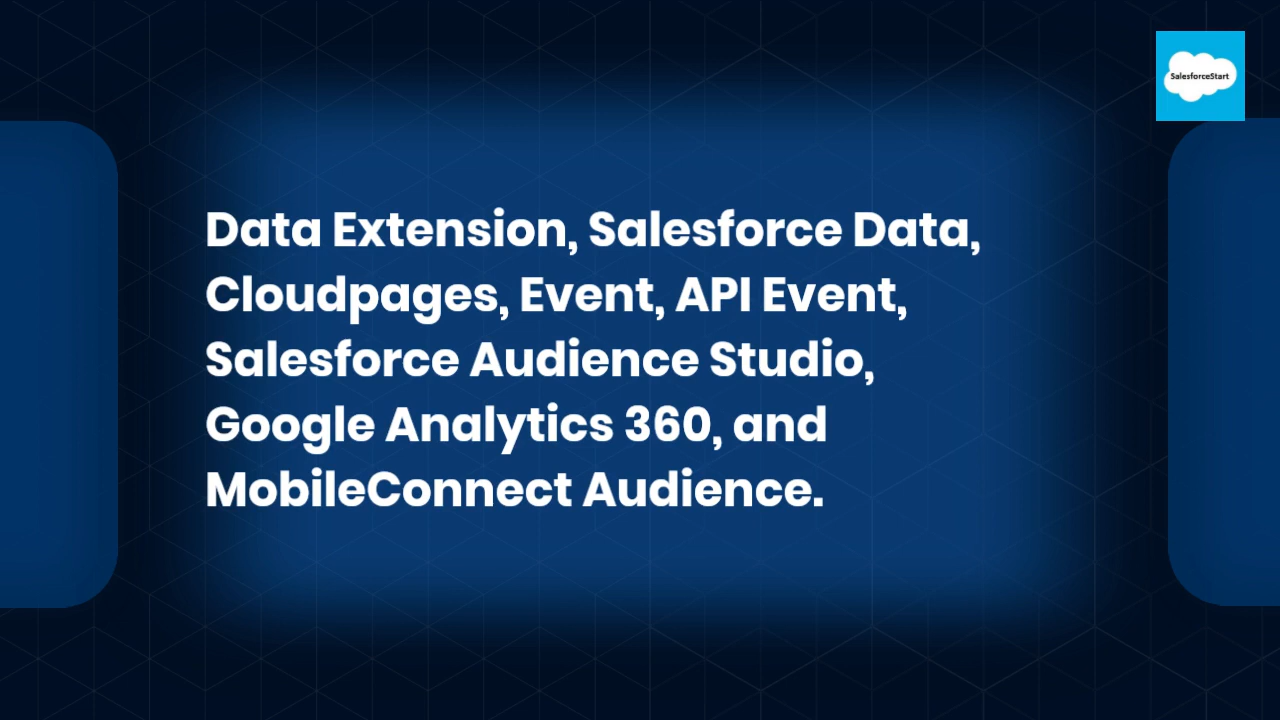 SalesforceStart
Data Extension, Salesforce Data,
Cloudpages, Event, API Event,
Salesforce Audience Studio,
Google Analytics 360, and
MobileConnect Audience.